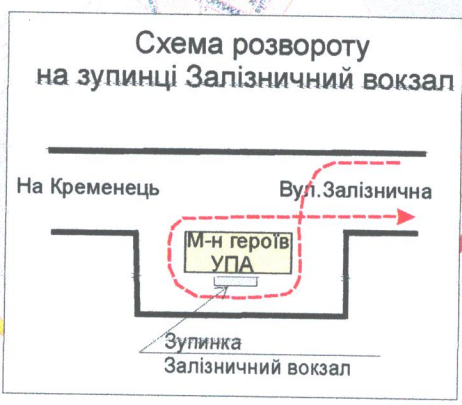 Схема розвороту
на зупинці Залізничний вокзал
На Кременець
Вул.Залізнична
М-н героїв
УПА
Зупинка
Залізничний вокзал